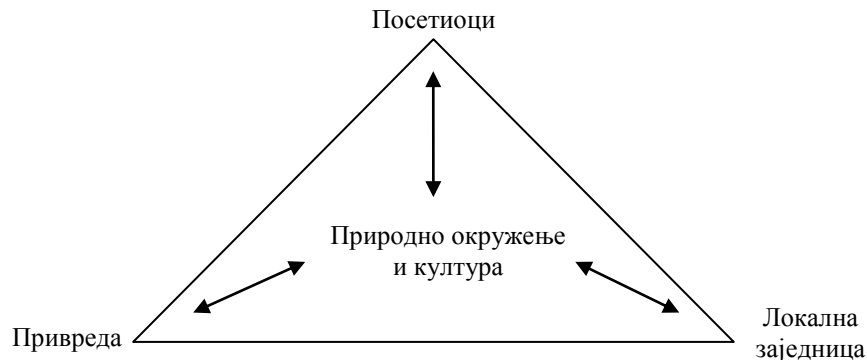 Посетиоци
Природно окружење
и култура
Привреда
Локална
заједница